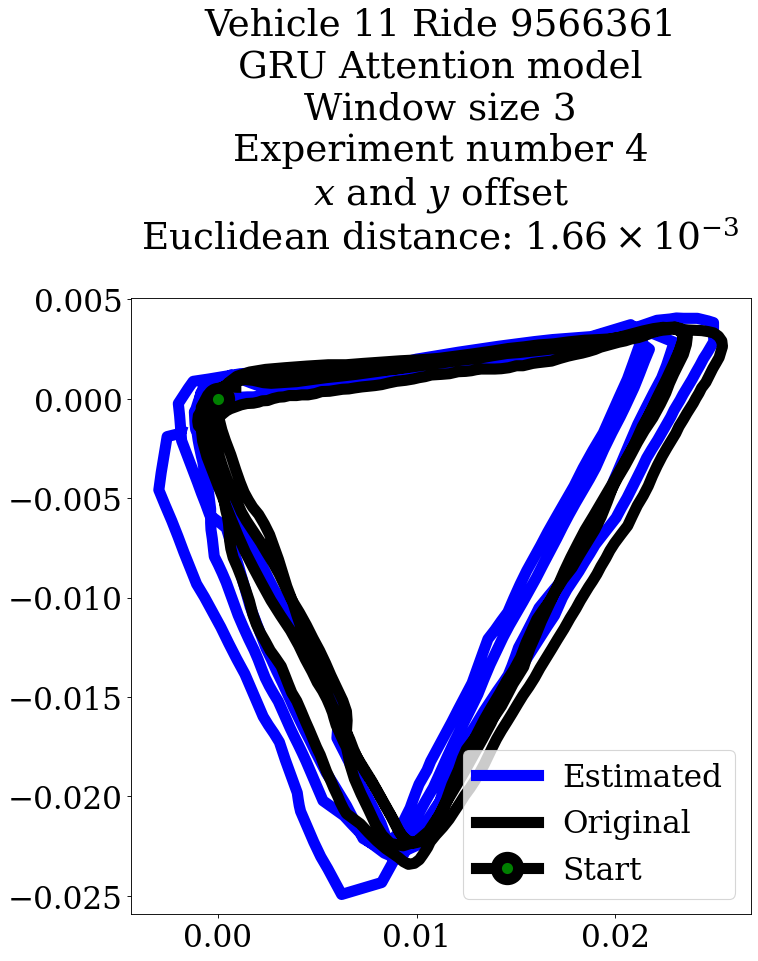 Vehicle 11 Ride 9566361
GRU Attention model
Window size 3
Experiment number 4
x and y offset
Euclidean distance: 1.66 × 10⁻³
0.005
0.000
−0.005
−0.010
−0.015
−0.020
−0.025
0.00 0.01 0.02
Estimated
Original
Start